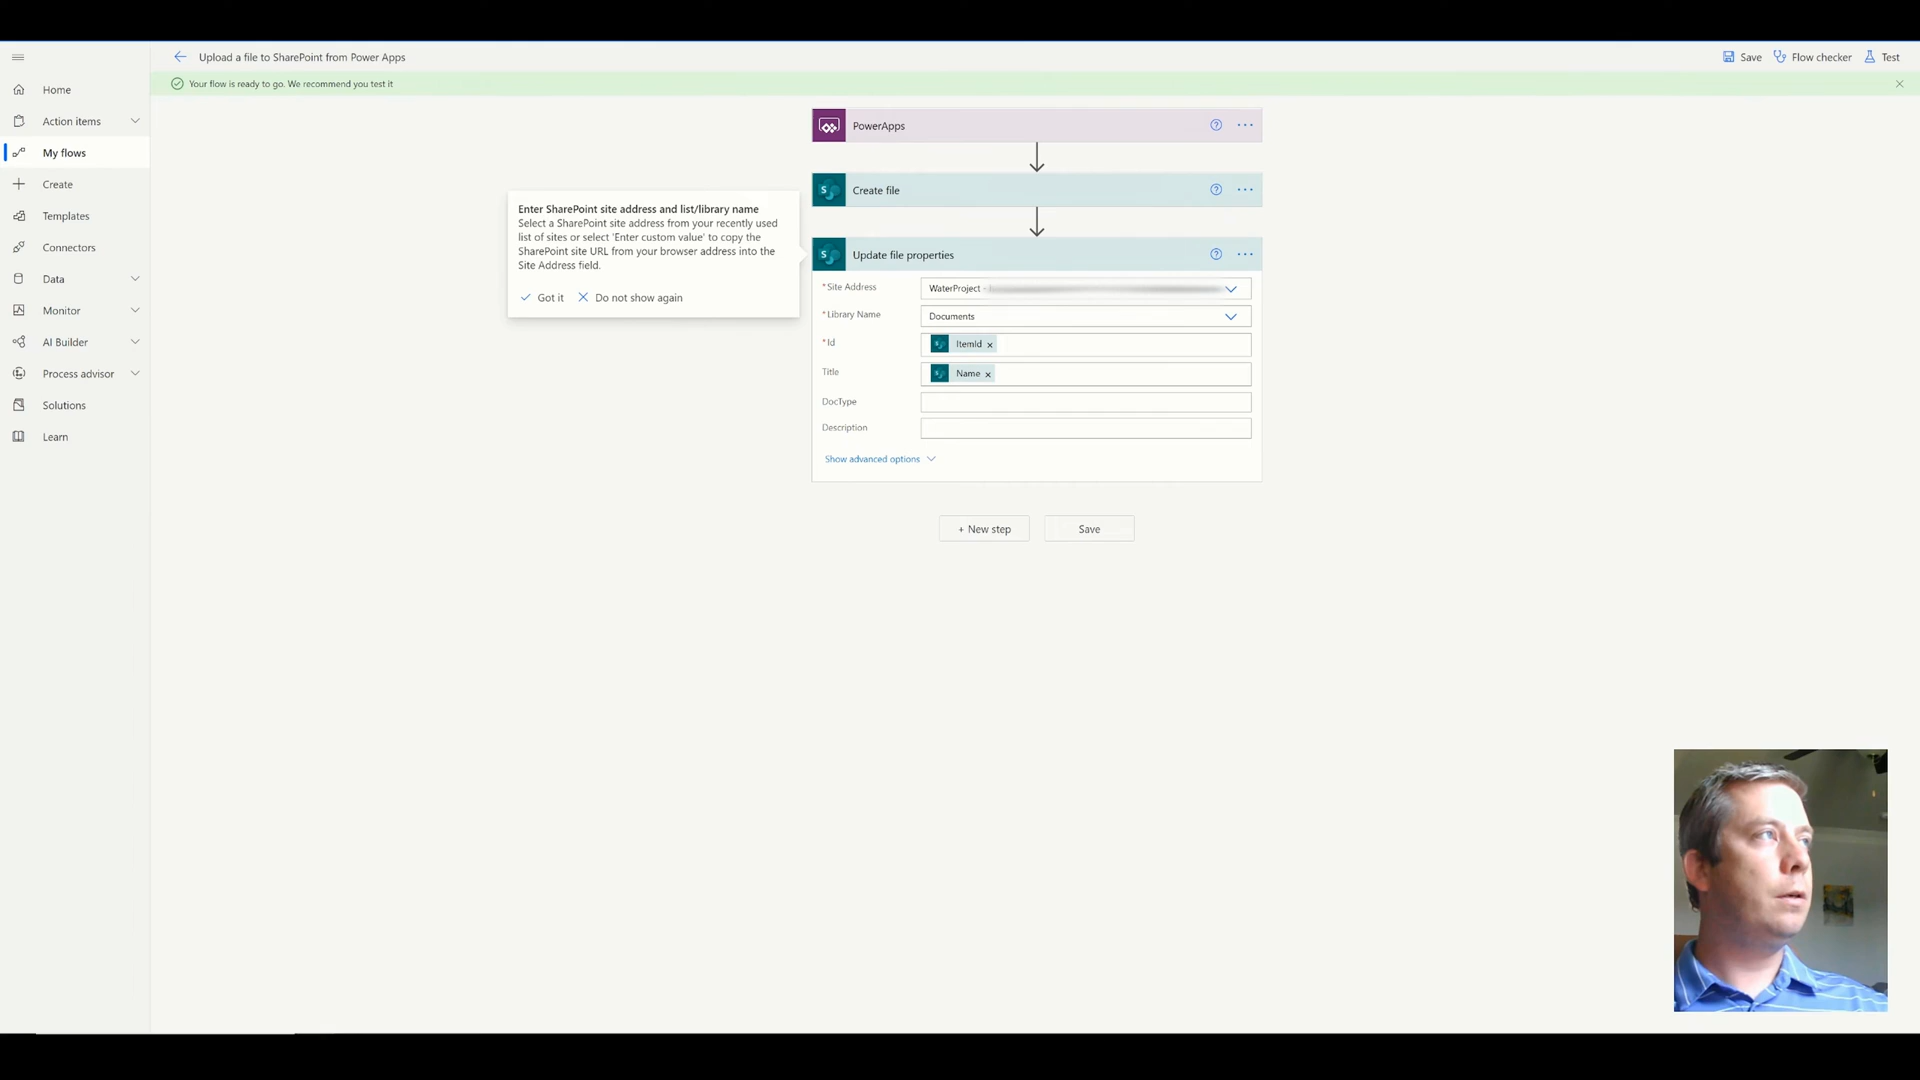 Upload a file to SharePoint from Power Apps
Save
Flow checker
Test
Your flow is ready to go. We recommend you test it
Home
Action items
My flows
Create
Templates
Connectors
Data
Monitor
AI Builder
Process advisor
Solutions
Learn
PowerApps
Create file
Enter SharePoint site address and list/library name
Select a SharePoint site address from your recently used
list of sites or select 'Enter custom value' to copy the
SharePoint site URL from your browser address into the
Site Address field.
Got it
Do not show again
Update file properties
* Site Address
WaterProject -
* Library Name
Documents
* Id
ItemId
Title
Name
DocType
Description
Show advanced options
+ New step
Save